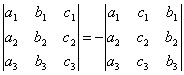 |a₁ b₁ c₁| |a₁ c₁ b₁|
|a₂ b₂ c₂| = − |a₂ c₂ b₂|
|a₃ b₃ c₃| |a₃ c₃ b₃|